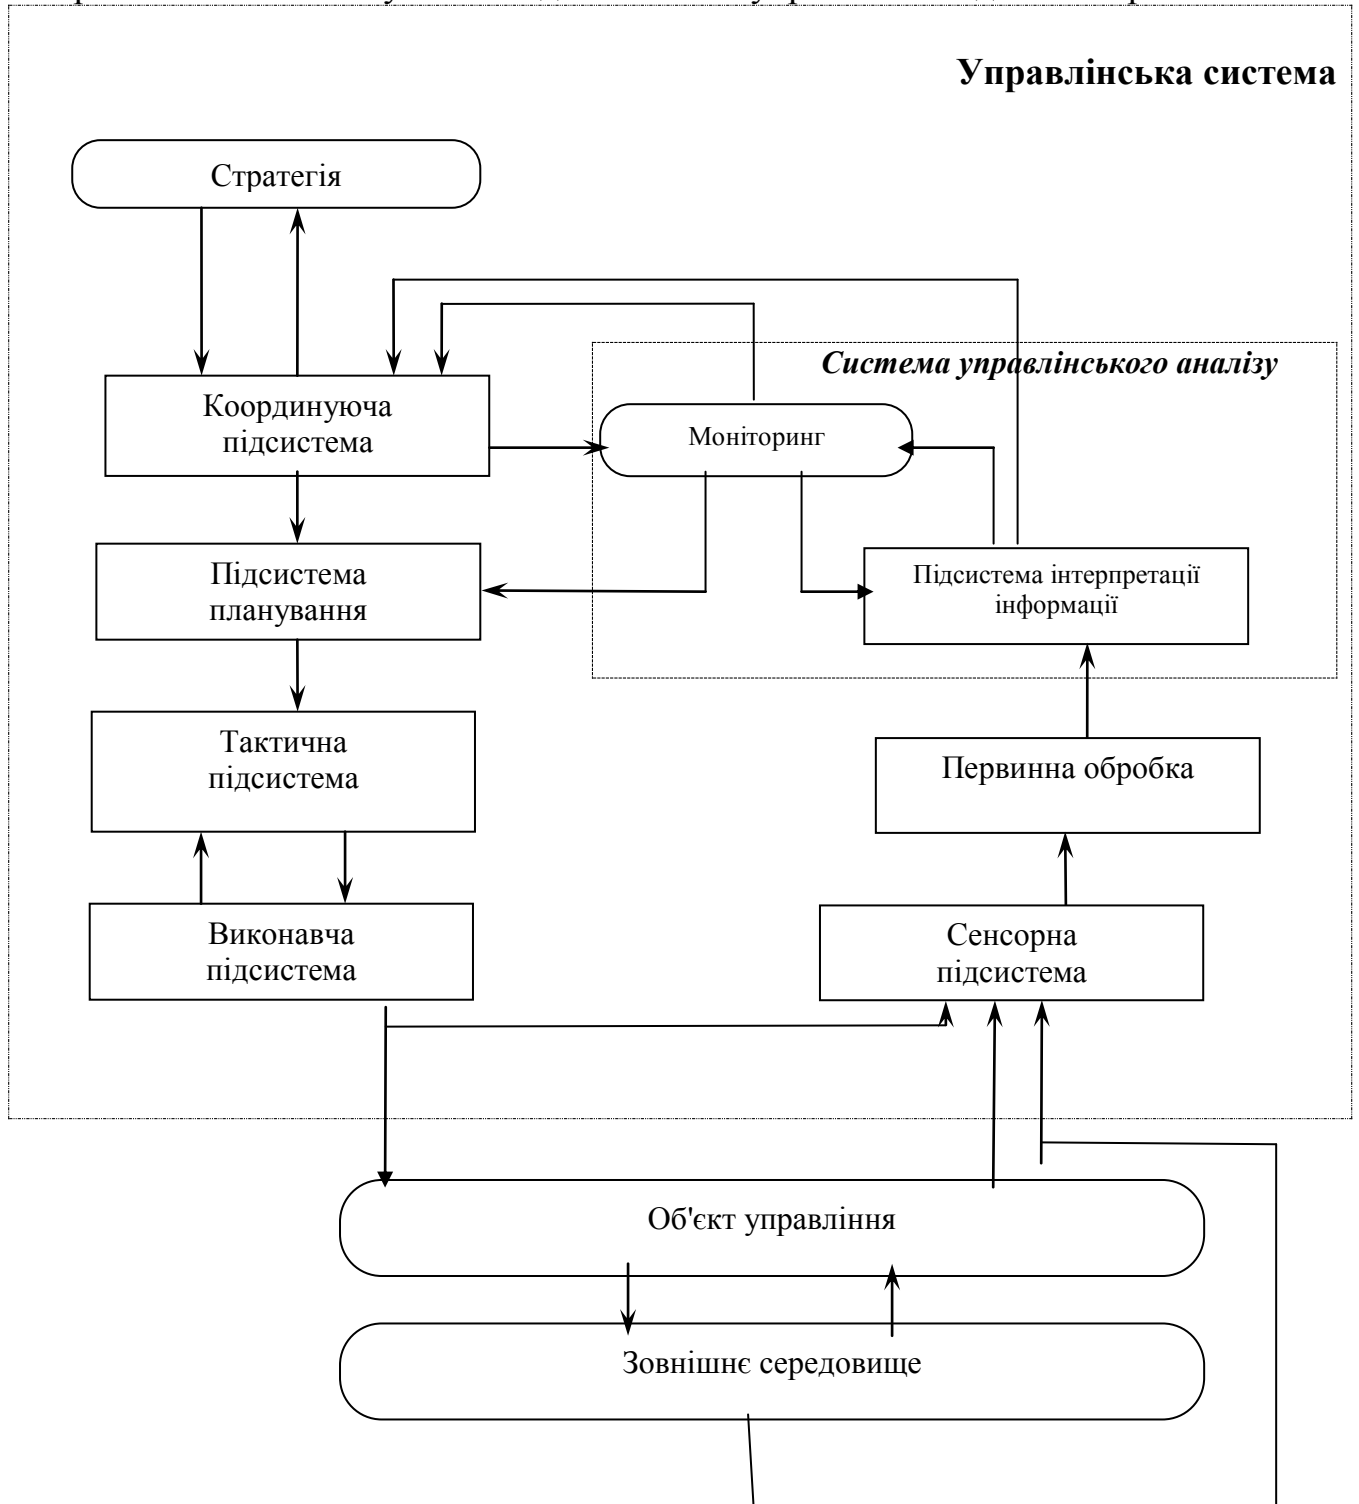 Управлінська система
Стратегія
Система управлінського аналізу
Координуюча
підсистема
Моніторинг
Підсистема
планування
Підсистема інтерпретації
інформації
Тактична
підсистема
Первинна обробка
Виконавча
підсистема
Сенсорна
підсистема
Об'єкт управління
Зовнішнє середовище